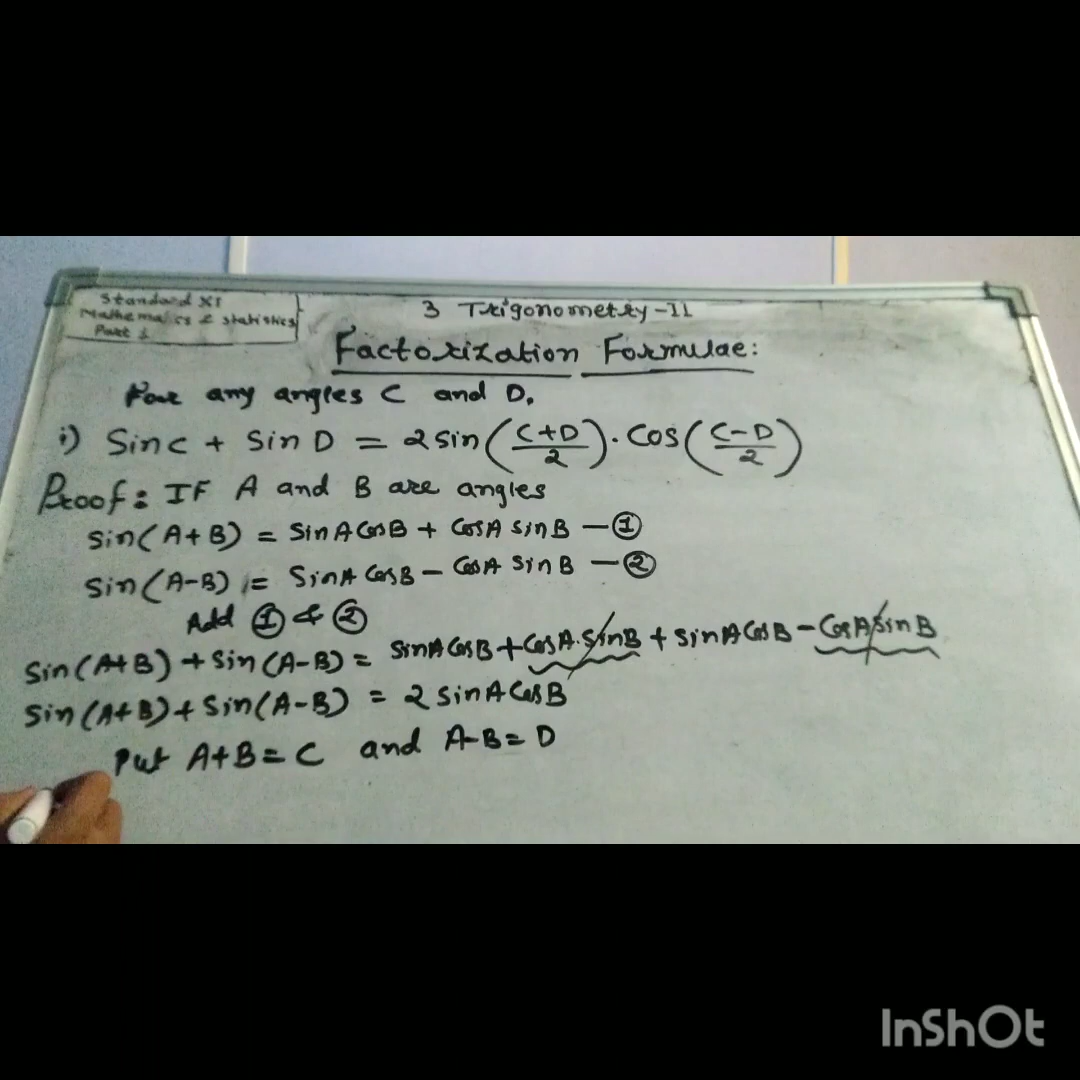 Standard XI
Mathematics & statistics
Part 1
3 Trigonometry-II
Factorization Formulae:
For any angles C and D,
i) Sin C + Sin D = 2 sin(C+D/2)·Cos(C-D/2)
Proof: IF A and B are angles
Sin(A+B) = SinA CosB + CosA SinB —①
Sin(A-B) = SinA CosB - CosA SinB —②
Add ① & ②
Sin(A+B) + Sin(A-B) = SinA CosB + CosA·SinB + SinA CosB - CosA SinB
Sin(A+B) + Sin(A-B) = 2 SinA CosB
Put A+B = C and A-B = D
InShOt